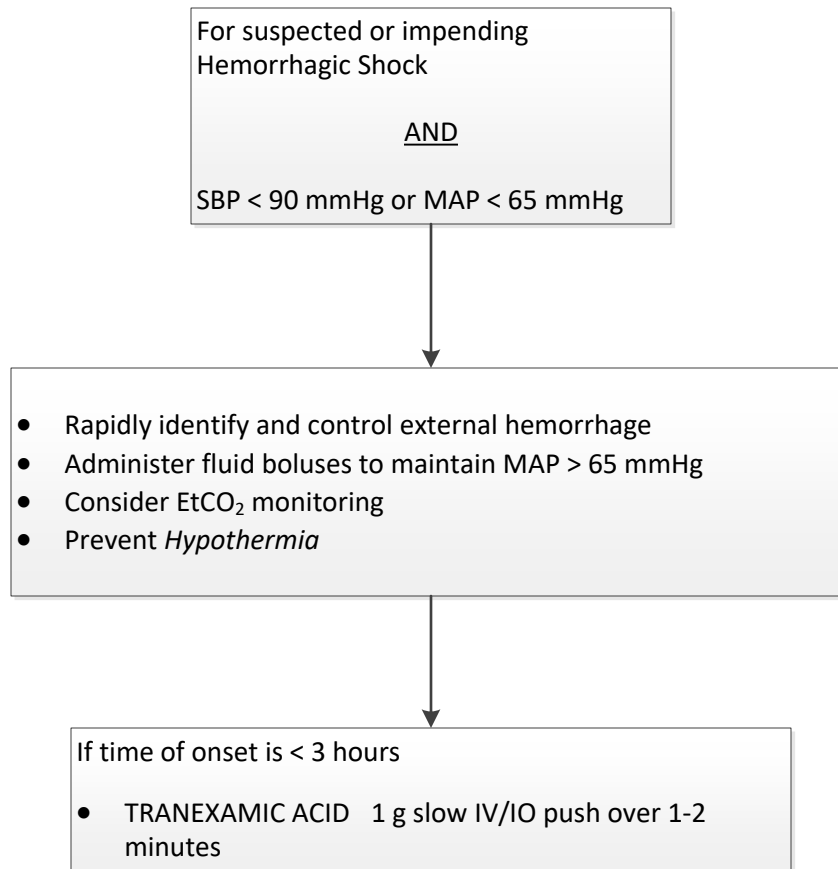 For suspected or impending
Hemorrhagic Shock
AND
SBP < 90 mmHg or MAP < 65 mmHg
• Rapidly identify and control external hemorrhage
• Administer fluid boluses to maintain MAP > 65 mmHg
• Consider EtCO₂ monitoring
• Prevent Hypothermia
If time of onset is < 3 hours
• TRANEXAMIC ACID 1 g slow IV/IO push over 1-2
minutes